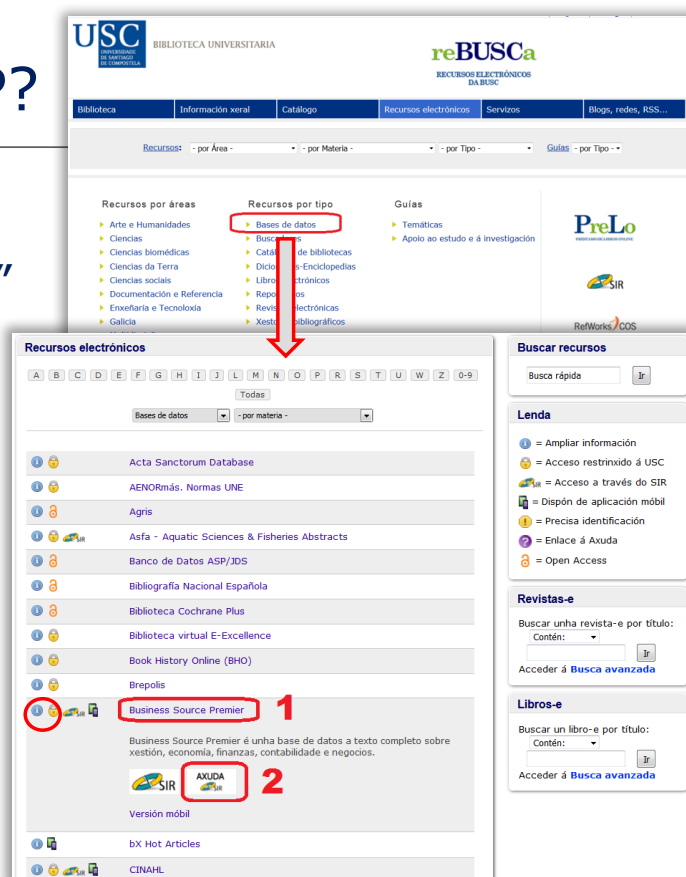 ??
"
USC
UNIVERSIDADE
DE SANTIAGO
DE COMPOSTELA
BIBLIOTECA UNIVERSITARIA
reBUSCa
RECURSOS ELECTRÓNICOS
DA BUSC
Biblioteca Información xeral Catálogo Recursos electrónicos Servizos Blogs, redes, RSS...
Recursos: - por Área - - por Materia - - por Tipo - Guías - por Tipo -
Recursos por áreas
Arte e Humanidades
Ciencias
Ciencias biomédicas
Ciencias da Terra
Ciencias sociais
Documentación e Referencia
Enxeñaría e Tecnoloxía
Galicia
Recursos por tipo
Bases de datos
Catál de bibliotecas
Dicio s-Enciclopedias
Libro ctrónicos
Repo os
Revis lectrónicas
Xesto ibliográficos
Guías
Temáticas
Apoio ao estudo e á investigación
PreLo
SIR
RefWorks COS
Recursos electrónicos
A B C D E F G H I J L M N O P R S T U W Z 0-9
Todas
Bases de datos - por materia -
Acta Sanctorum Database
AENORmás. Normas UNE
Agris
SIR Asfa - Aquatic Sciences & Fisheries Abstracts
Banco de Datos ASP/JDS
Bibliografía Nacional Española
Biblioteca Cochrane Plus
Biblioteca virtual E-Excellence
Book History Online (BHO)
Brepolis
SIR Business Source Premier 1
Business Source Premier é unha base de datos a texto completo sobre
xestión, economía, finanzas, contabilidade e negocios.
SIR AXUDA SIR 2
Versión móbil
bX Hot Articles
SIR CINAHL
Buscar recursos
Busca rápida Ir
Lenda
= Ampliar información
= Acceso restrinxido á USC
SIR = Acceso a través do SIR
= Dispón de aplicación móbil
! = Precisa identificación
? = Enlace á Axuda
= Open Access
Revistas-e
Buscar unha revista-e por título:
Contén:
Ir
Acceder á Busca avanzada
Libros-e
Buscar un libro-e por título:
Contén:
Ir
Acceder á Busca avanzada